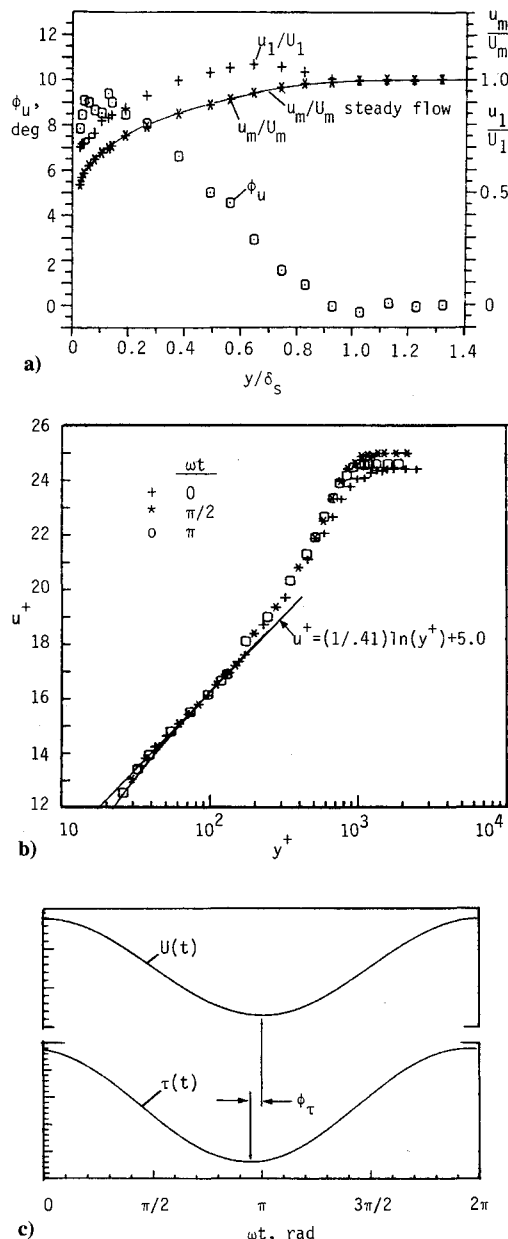 12
10
8
6
4
2
0
ϕu,
deg
u1/U1
um/Um steady flow
um/Um
ϕu
um
Um
1.0
u1
U1
0.5
0
0 0.2 0.4 0.6 0.8 1.0 1.2 1.4
y/δs
a)
26
24
22
20
18
16
14
12
u+
ωt
+ 0
* π/2
o π
u+=(1/.41)ln(y+)+5.0
10 10² 10³ 10⁴
y+
b)
U(t)
τ(t)
ϕτ
0 π/2 π 3π/2 2π
ωt, rad
c)